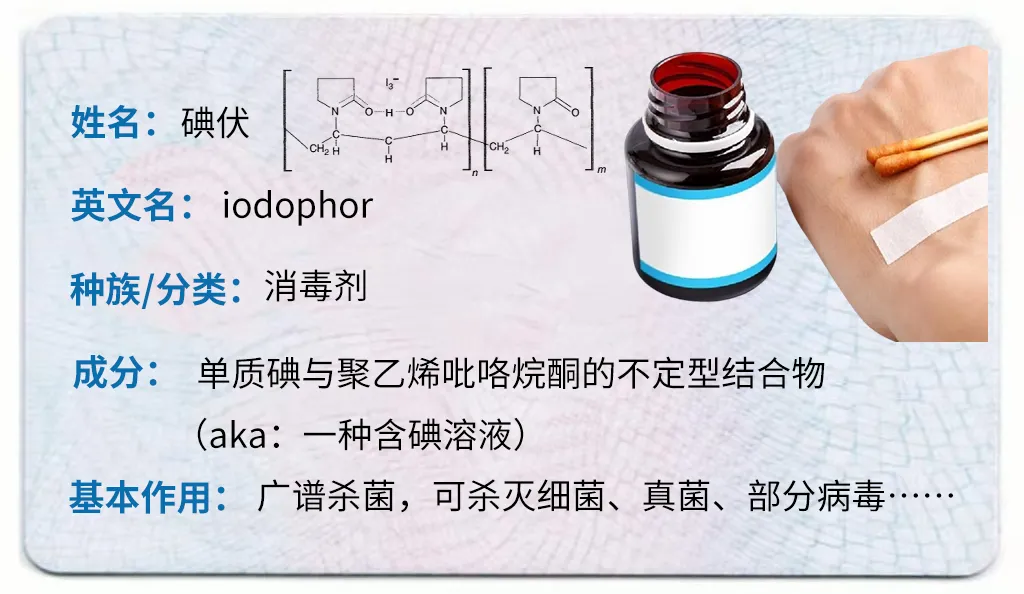 姓名：碘伏
英文名：iodophor
种族/分类：消毒剂
成分：单质碘与聚乙烯吡咯烷酮的不定型结合物
（aka：一种含碘溶液）
基本作用：广谱杀菌，可杀灭细菌、真菌、部分病毒……
I3⁻
N O H O N N O
CH2 H C H H CH2 H
n m